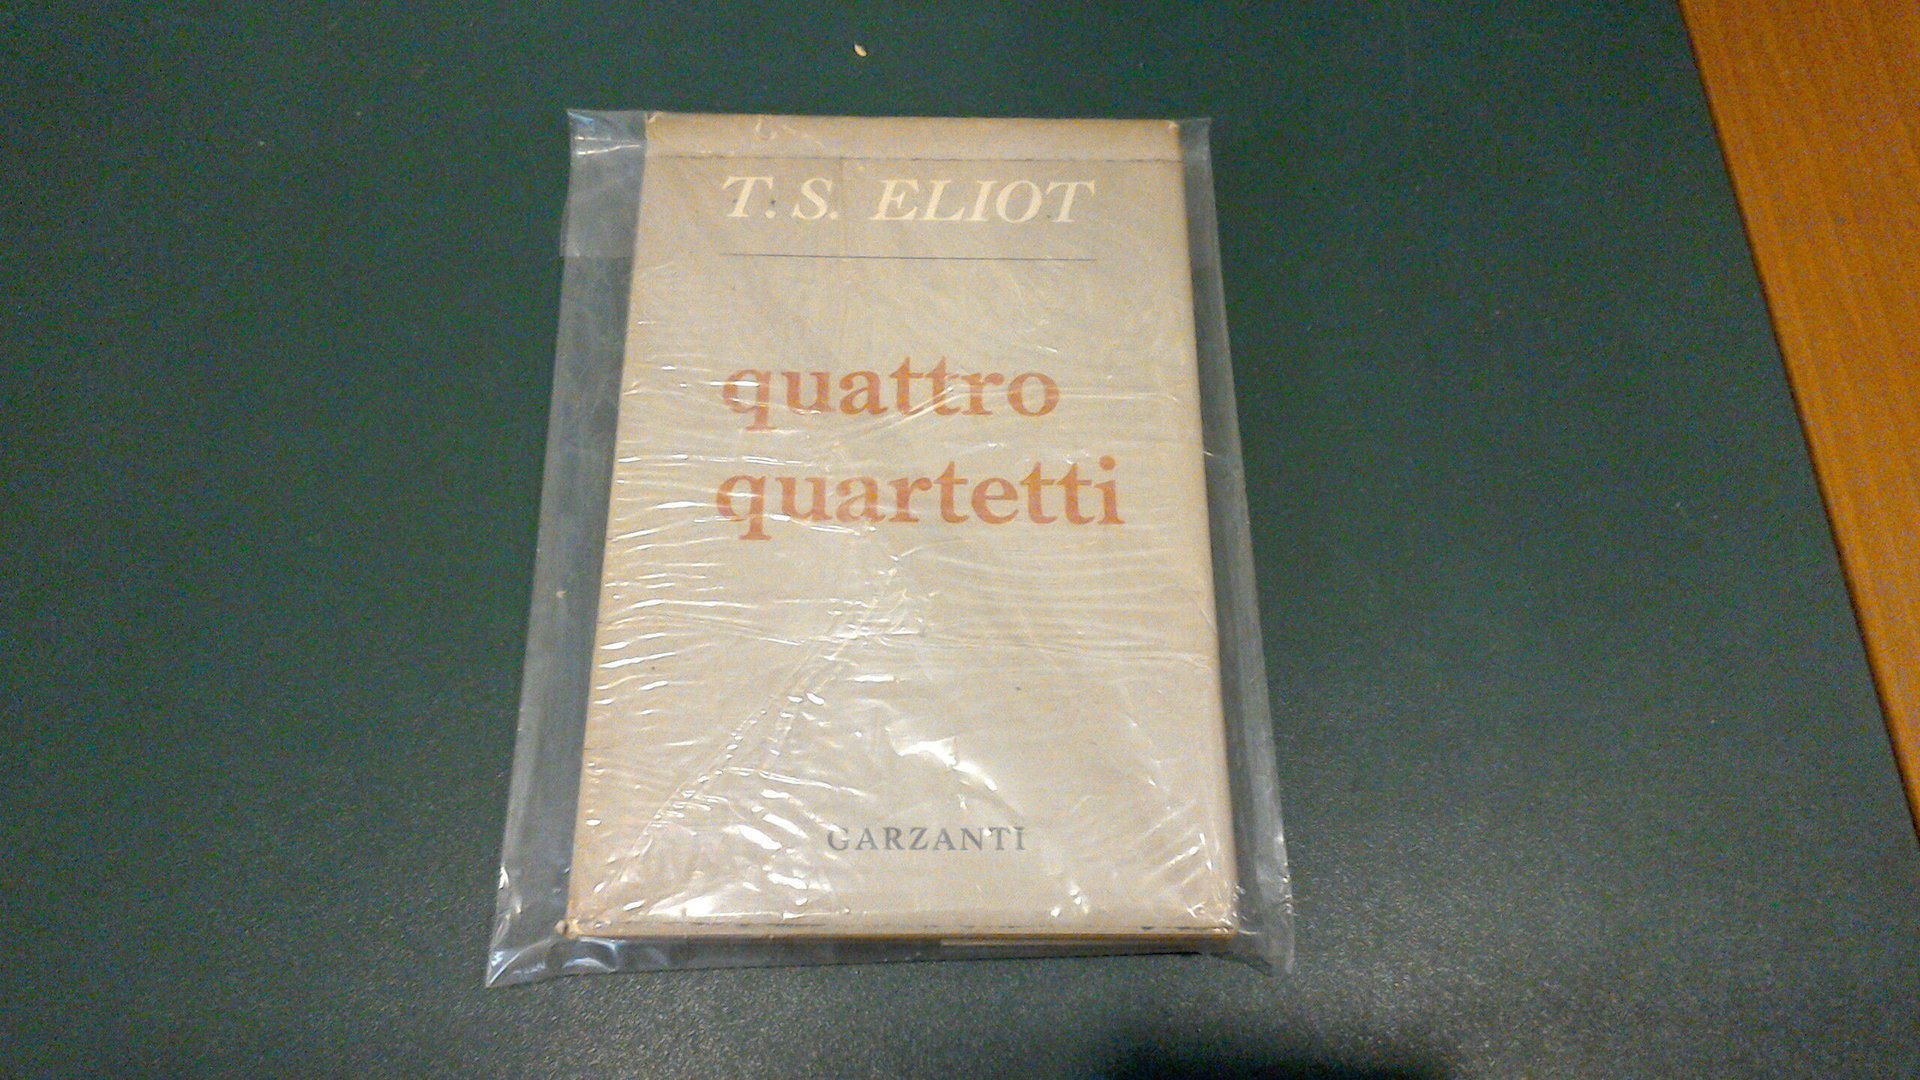 T. S. ELIOT
quattro
quartetti
GARZANTI